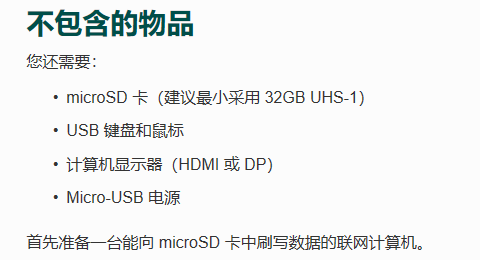 不包含的物品
您还需要：
• microSD 卡（建议最小采用 32GB UHS-1）
• USB 键盘和鼠标
• 计算机显示器（HDMI 或 DP）
• Micro-USB 电源
首先准备一台能向 microSD 卡中刷写数据的联网计算机。